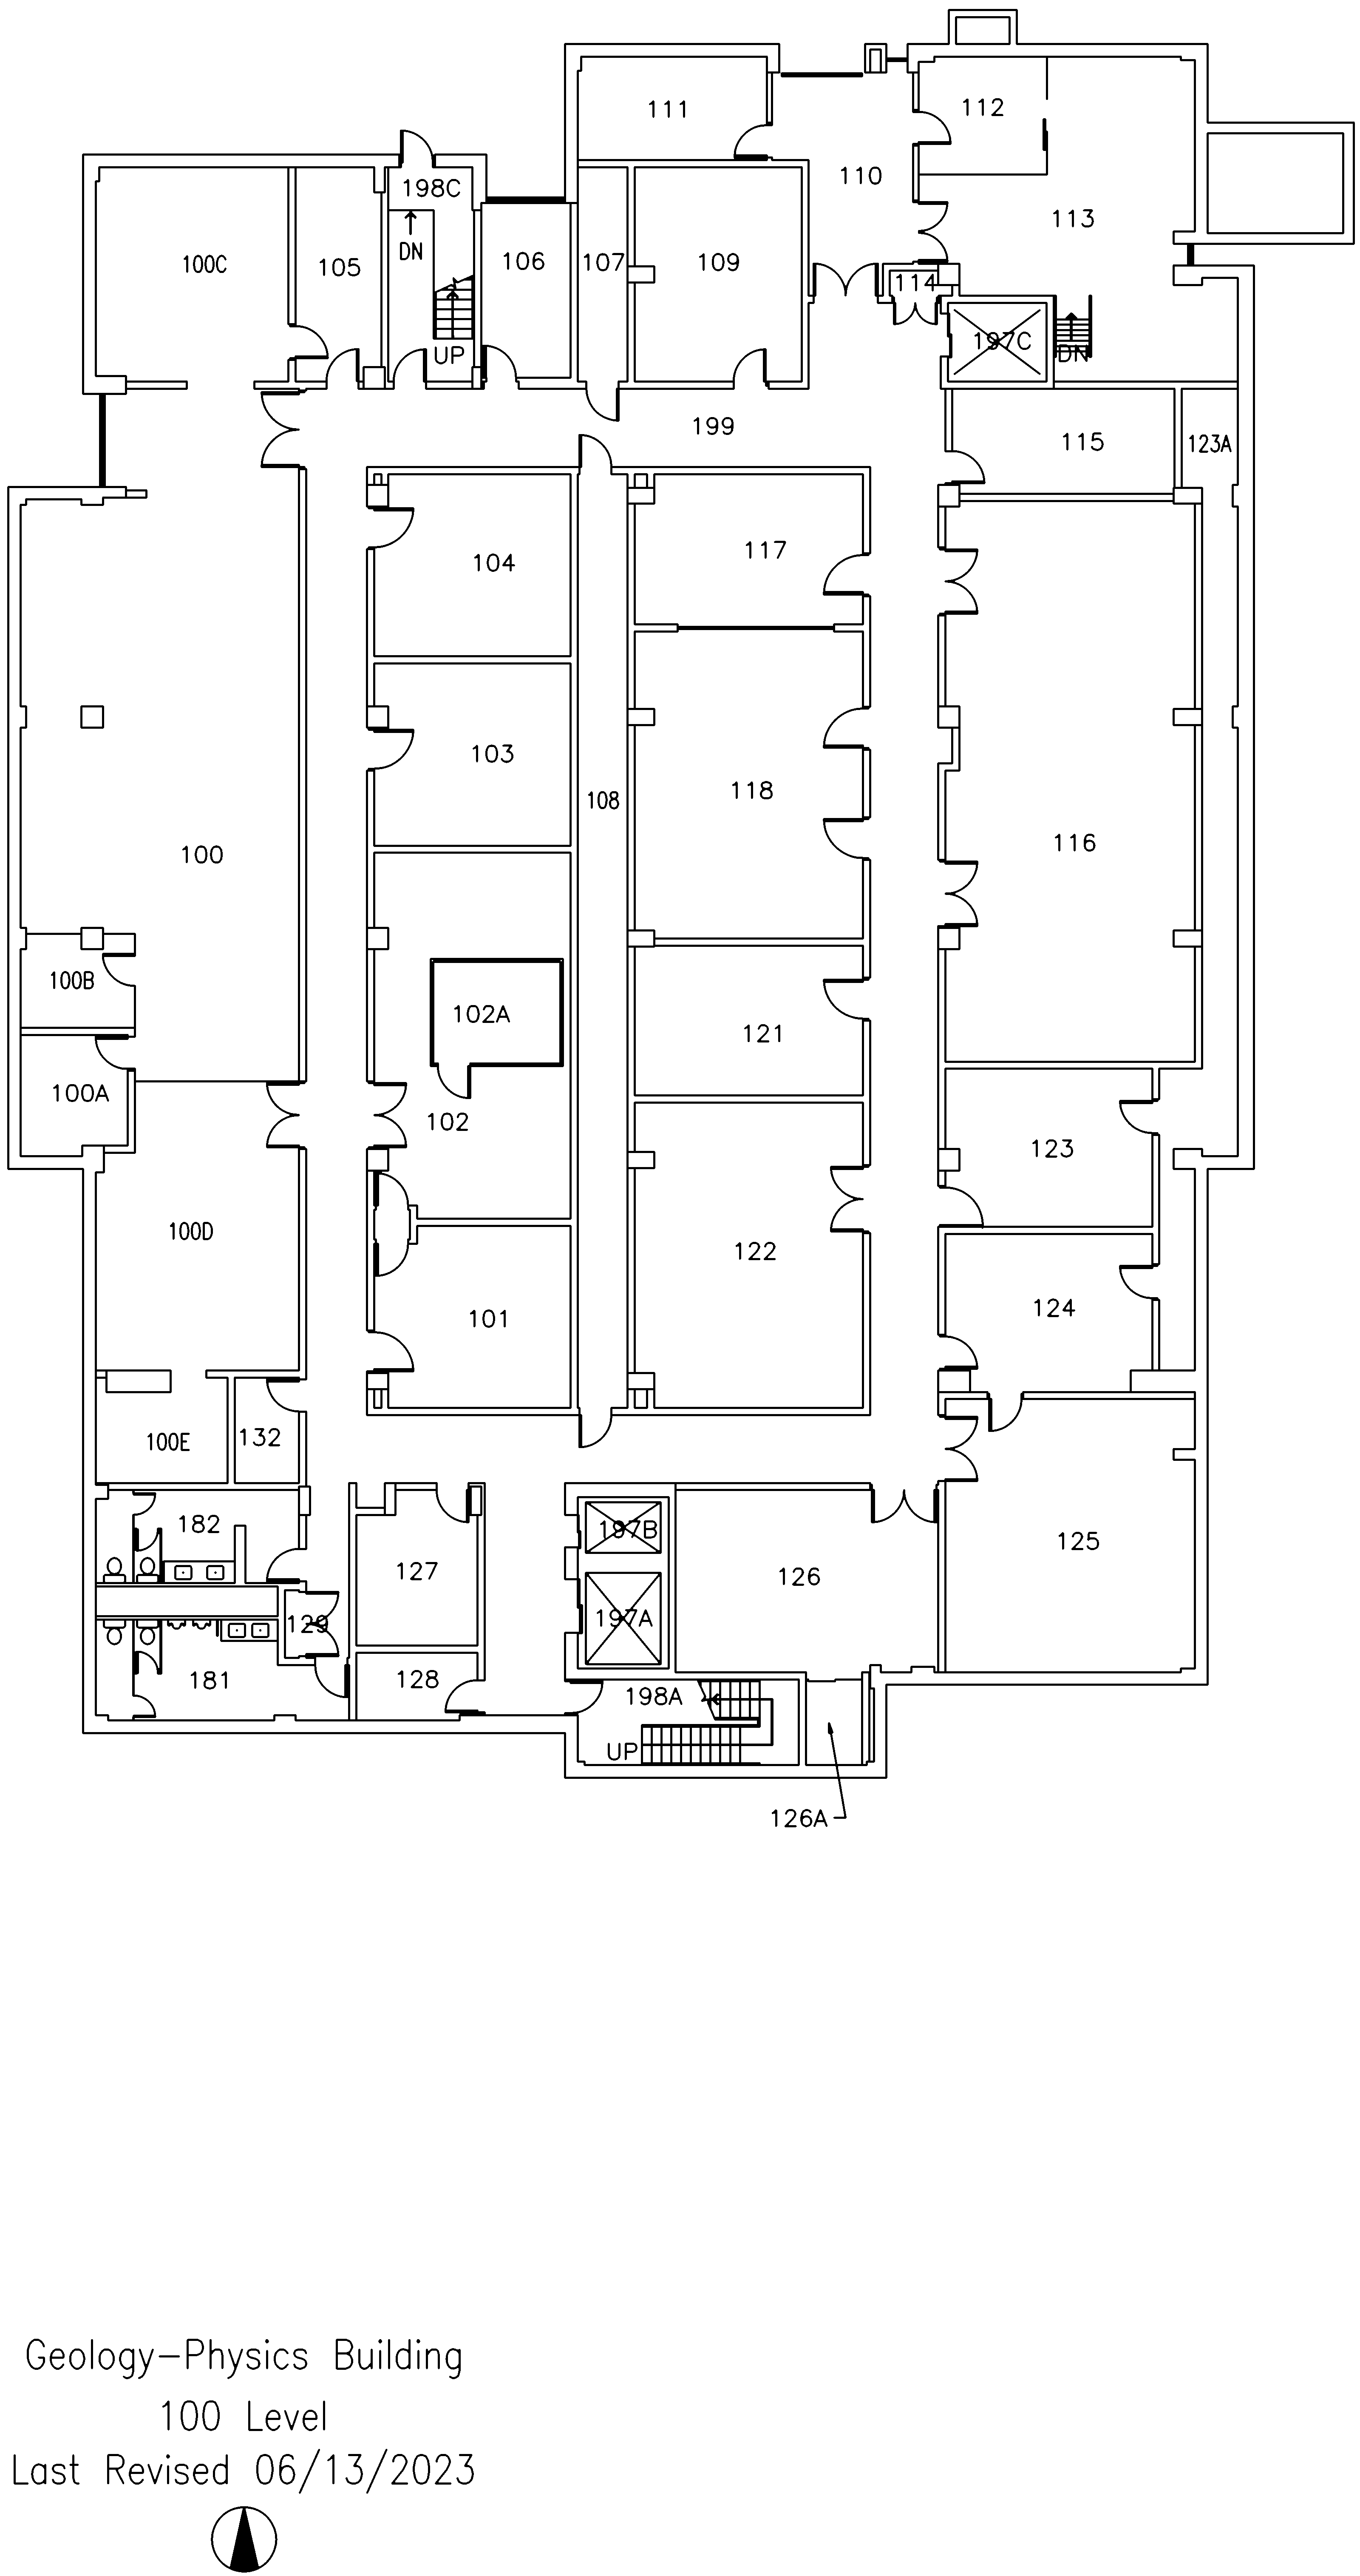 111
112
110
198C
113
100C
105
DN
106
107
109
114
197C
UP
DN
199
115
123A
104
117
103
118
108
116
100
100B
102A
121
100A
102
123
100D
122
101
124
100E
132
182
197B
125
127
126
129
197A
181
128
198A
UP
126A
Geology-Physics Building
100 Level
Last Revised 06/13/2023